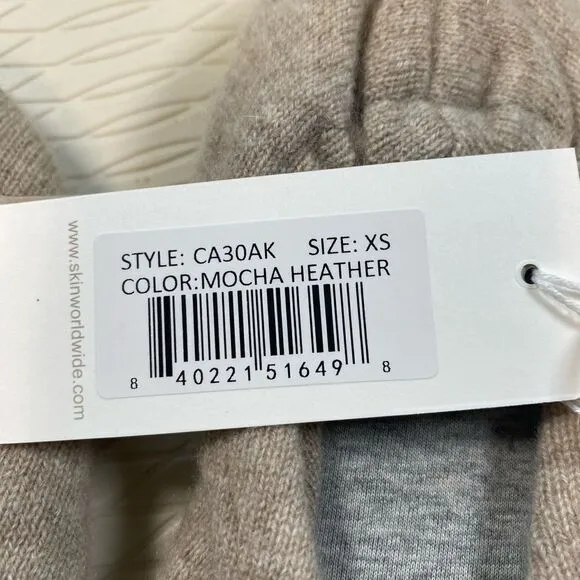 www.skinworldwide.com
STYLE: CA30AK SIZE: XS
COLOR:MOCHA HEATHER
8 40221 51649 8